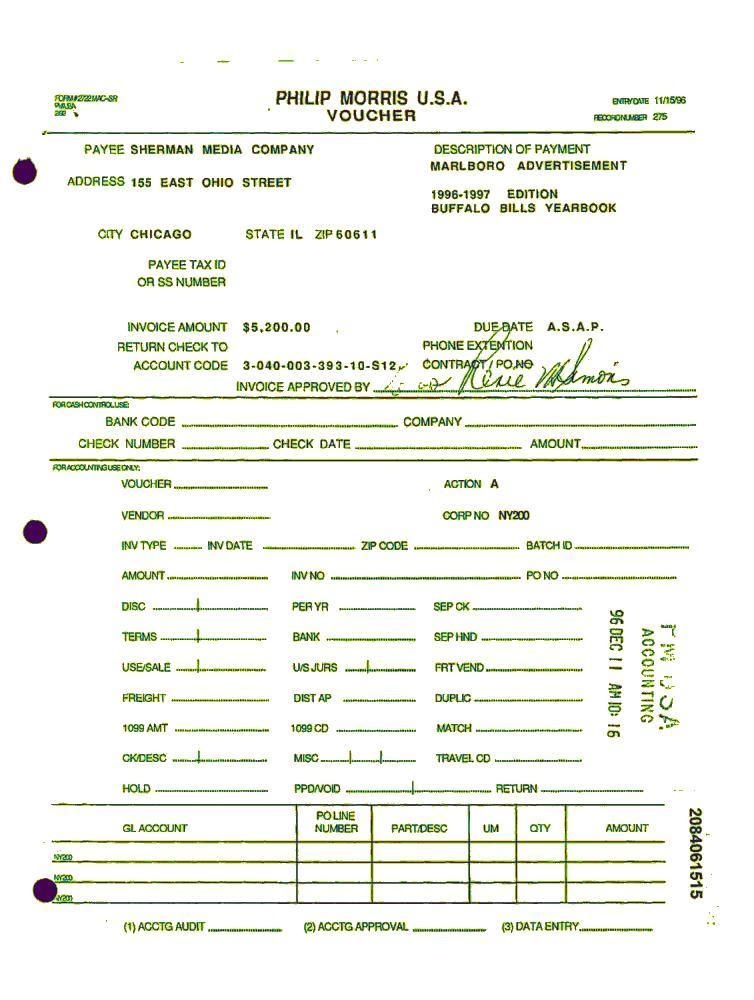 FORM#2722MAC-SR
PMUSA
2/92
PHILIP MORRIS U.S.A.
VOUCHER
ENTRY DATE 11/15/96
RECORD NUMBER 275
PAYEE SHERMAN MEDIA COMPANY
DESCRIPTION OF PAYMENT
MARLBORO ADVERTISEMENT
ADDRESS 155 EAST OHIO STREET
1996-1997 EDITION
BUFFALO BILLS YEARBOOK
CITY CHICAGO STATE IL ZIP 60611
PAYEE TAX ID
OR SS NUMBER
INVOICE AMOUNT $5,200.00 DUE DATE A.S.A.P.
RETURN CHECK TO PHONE EXTENTION
ACCOUNT CODE 3-040-003-393-10-S12 CONTRACT / PO.NO
INVOICE APPROVED BY
FOR CASH CONTROL USE:
BANK CODE COMPANY
CHECK NUMBER CHECK DATE AMOUNT
FOR ACCOUNTING USE ONLY:
VOUCHER ACTION A
VENDOR CORP NO NY200
INV TYPE INV DATE ZIP CODE BATCH ID
AMOUNT INV NO PO NO
DISC PER YR SEP CK
TERMS BANK SEP HND
USE/SALE U/S JURS FRT VEND
FREIGHT DIST AP DUPLIC
1099 AMT 1099 CD MATCH
CK/DESC MISC TRAVEL CD
HOLD PPD/VOID RETURN
96 DEC 11 AM 10: 16
ACCOUNTING
GL ACCOUNT PO LINE NUMBER PART/DESC UM QTY AMOUNT
NY200
NY200
NY200
2084061515
(1) ACCTG AUDIT (2) ACCTG APPROVAL (3) DATA ENTRY